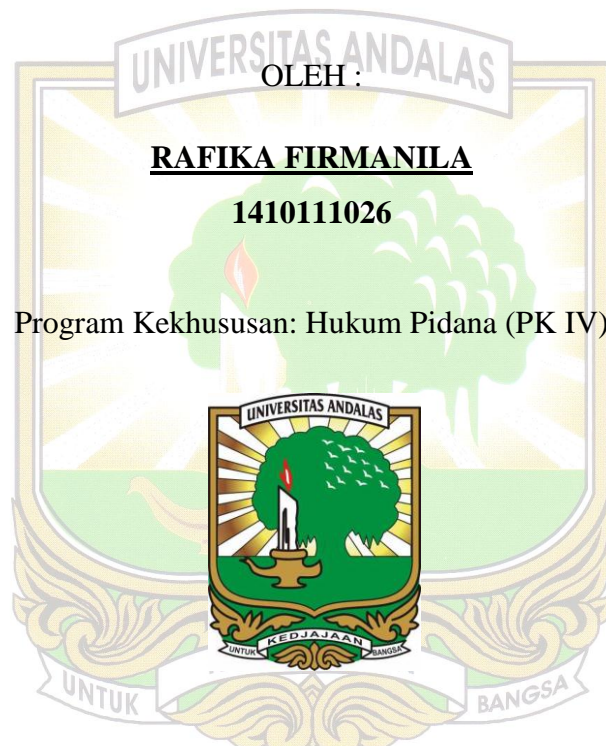 UNIVERSITAS ANDALAS
OLEH :
RAFIKA FIRMANILA
1410111026
Program Kekhususan: Hukum Pidana (PK IV)
UNIVERSITAS ANDALAS
KEDJAJAAN
UNTUK BANGSA
UNTUK BANGSA